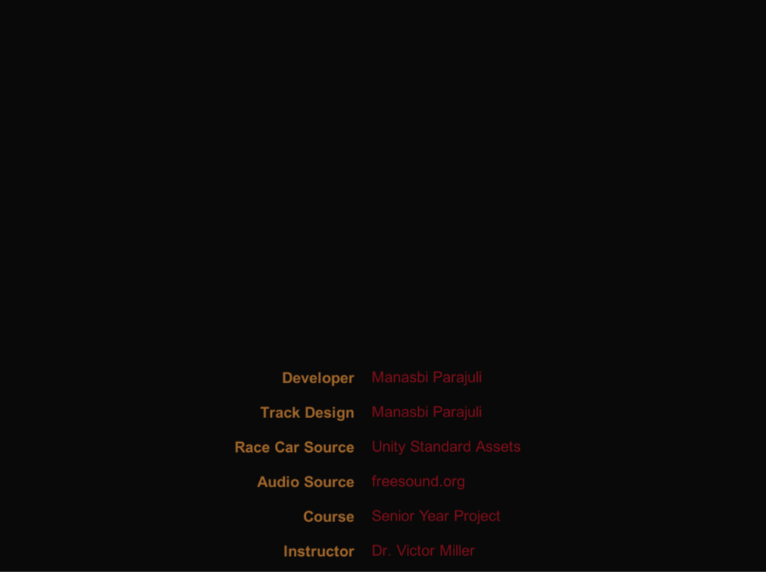 Developer Manasbi Parajuli
Track Design Manasbi Parajuli
Race Car Source Unity Standard Assets
Audio Source freesound.org
Course Senior Year Project
Instructor Dr. Victor Miller